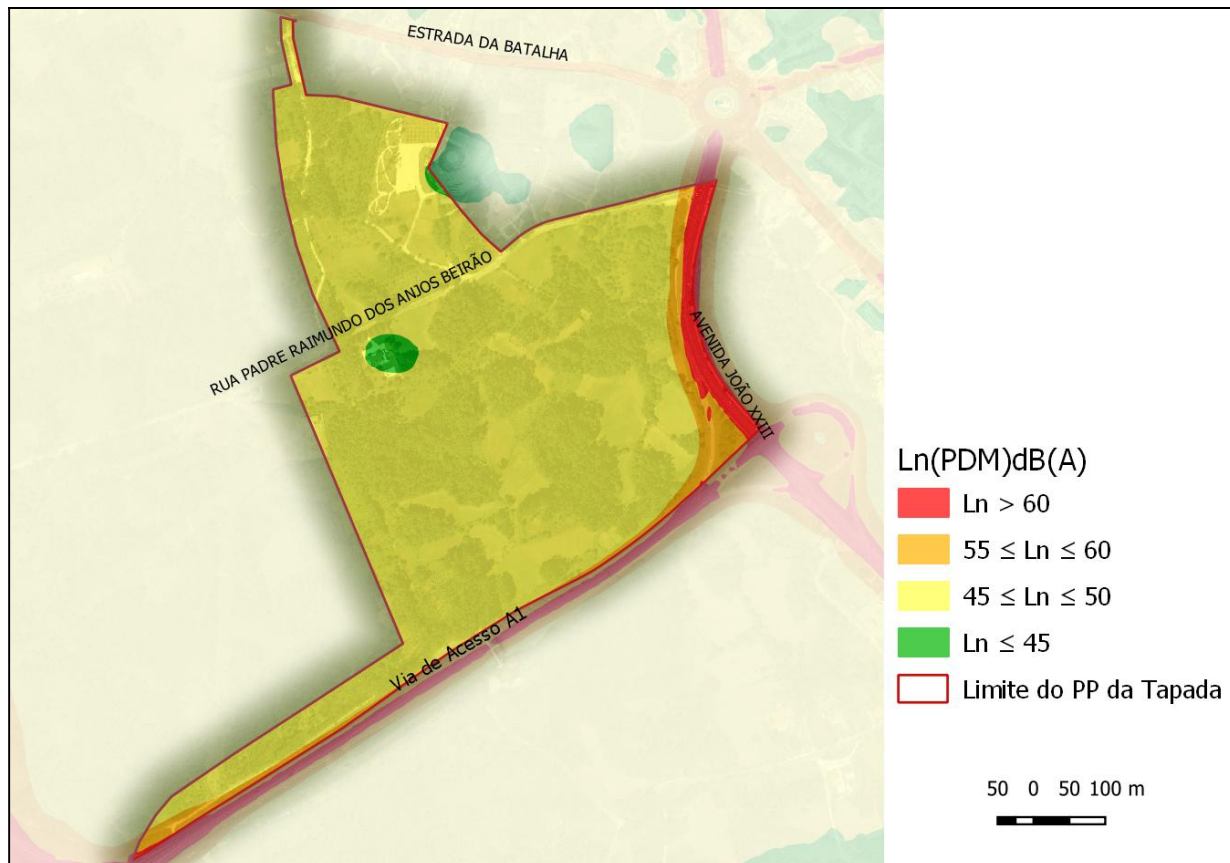 ESTRADA DA BATALHA
RUA PADRE RAIMUNDO DOS ANJOS BEIRÃO
AVENIDA JOÃO XXIII
Via de Acesso A1
Ln(PDM)dB(A)
Ln > 60
55 ≤ Ln ≤ 60
45 ≤ Ln ≤ 50
Ln ≤ 45
Limite do PP da Tapada
50 0 50 100 m